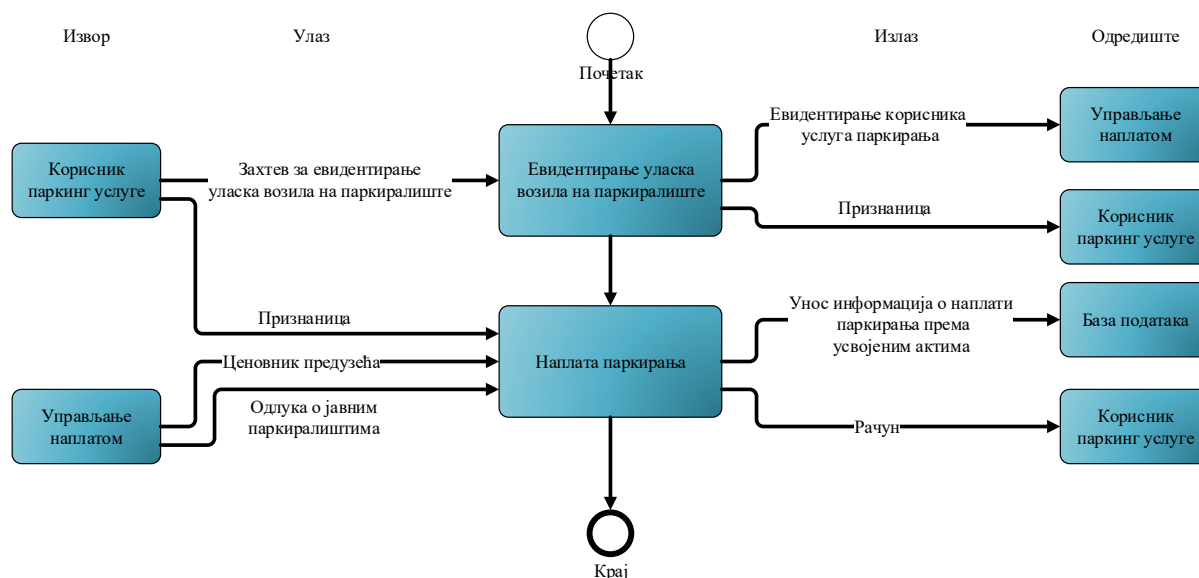 Извор
Улаз
Излаз
Одредиште
Почетак
Корисник
паркинг услуге
Захтев за евидентирање
уласка возила на паркиралиште
Евидентирање уласка
возила на паркиралиште
Евидентирање корисника
услуга паркирања
Управљање
наплатом
Признаница
Корисник
паркинг услуге
Признаница
Ценовник предузећа
Управљање
наплатом
Одлука о јавним
паркиралиштима
Наплата паркирања
Унос информација о наплати
паркирања према
усвојеним актима
База података
Рачун
Корисник
паркинг услуге
Крај